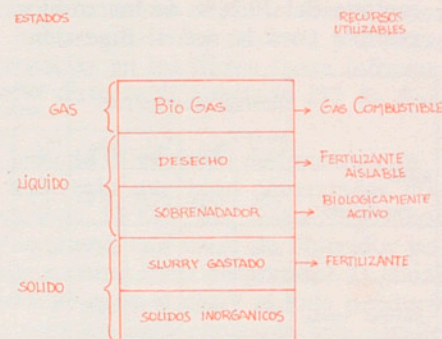 ESTADOS
RECURSOS
UTILIZABLES
GAS
BIO GAS
GAS COMBUSTIBLE
LÍQUIDO
DESECHO
FERTILIZANTE
AISLABLE
SOBRENADADOR
BIOLOGICAMENTE
ACTIVO
SOLIDO
SLURRY GASTADO
FERTILIZANTE
SOLIDOS INORGANICOS